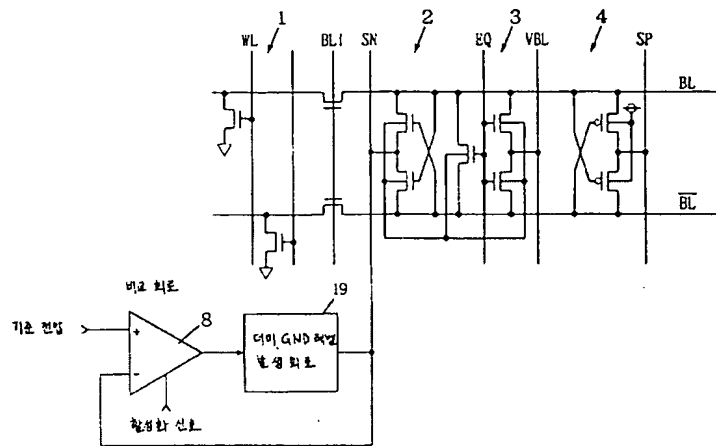 1 2 3 4
WL BLI SN EQ VBL SP
BL
BL
비교 회로
19
8
기준 전압
+
더미 GND 레벨
발생 회로
-
활성화 신호